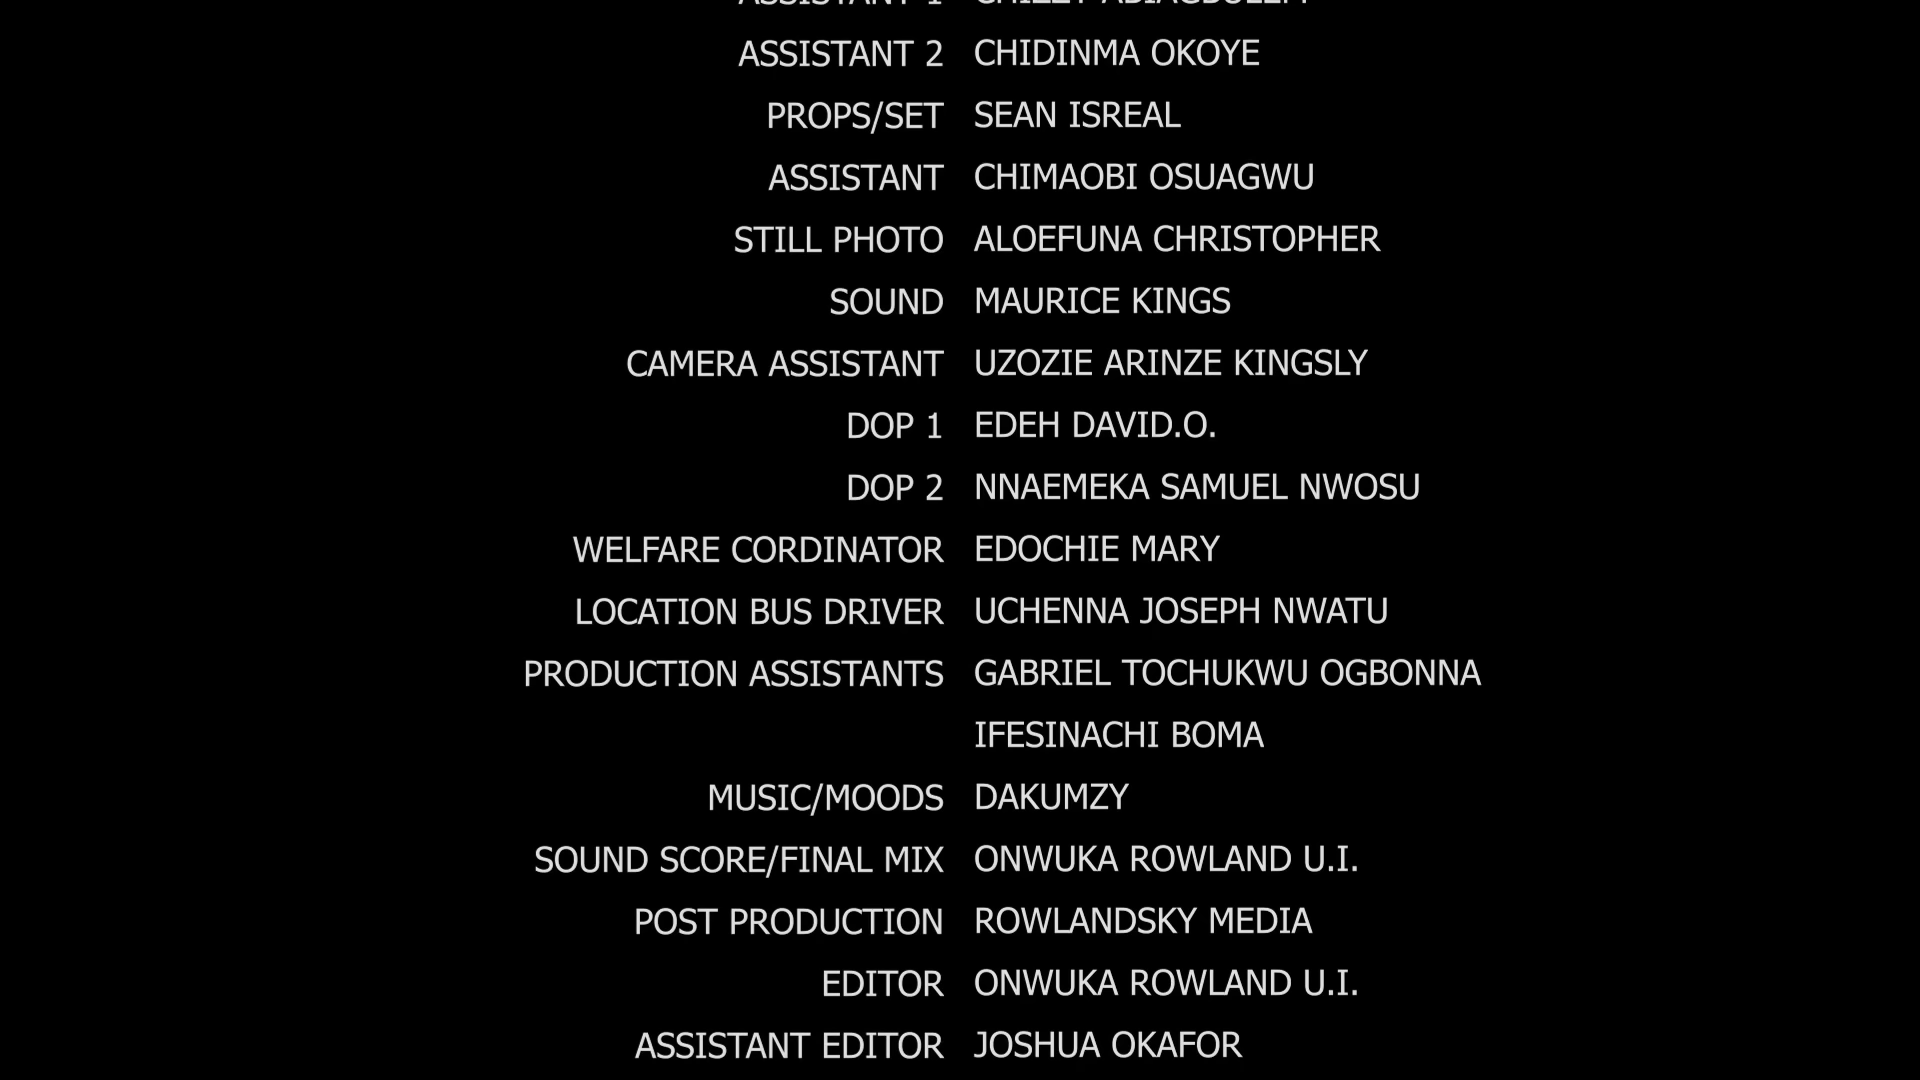 ASSISTANT 1
ASSISTANT 2 CHIDINMA OKOYE
PROPS/SET SEAN ISREAL
ASSISTANT CHIMAOBI OSUAGWU
STILL PHOTO ALOEFUNA CHRISTOPHER
SOUND MAURICE KINGS
CAMERA ASSISTANT UZOZIE ARINZE KINGSLY
DOP 1 EDEH DAVID.O.
DOP 2 NNAEMEKA SAMUEL NWOSU
WELFARE CORDINATOR EDOCHIE MARY
LOCATION BUS DRIVER UCHENNA JOSEPH NWATU
PRODUCTION ASSISTANTS GABRIEL TOCHUKWU OGBONNA
IFESINACHI BOMA
MUSIC/MOODS DAKUMZY
SOUND SCORE/FINAL MIX ONWUKA ROWLAND U.I.
POST PRODUCTION ROWLANDSKY MEDIA
EDITOR ONWUKA ROWLAND U.I.
ASSISTANT EDITOR JOSHUA OKAFOR